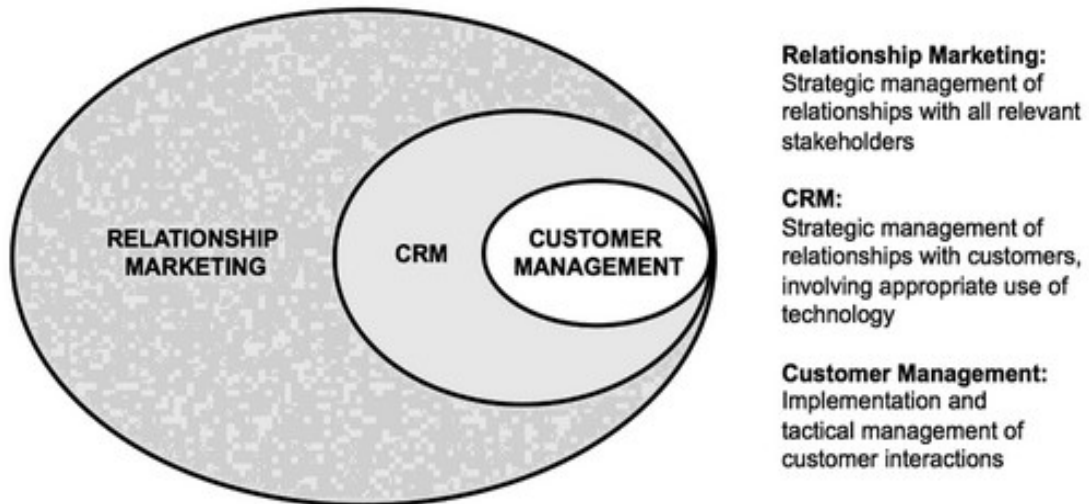 RELATIONSHIP
MARKETING
CRM
CUSTOMER
MANAGEMENT
Relationship Marketing:
Strategic management of
relationships with all relevant
stakeholders
CRM:
Strategic management of
relationships with customers,
involving appropriate use of
technology
Customer Management:
Implementation and
tactical management of
customer interactions